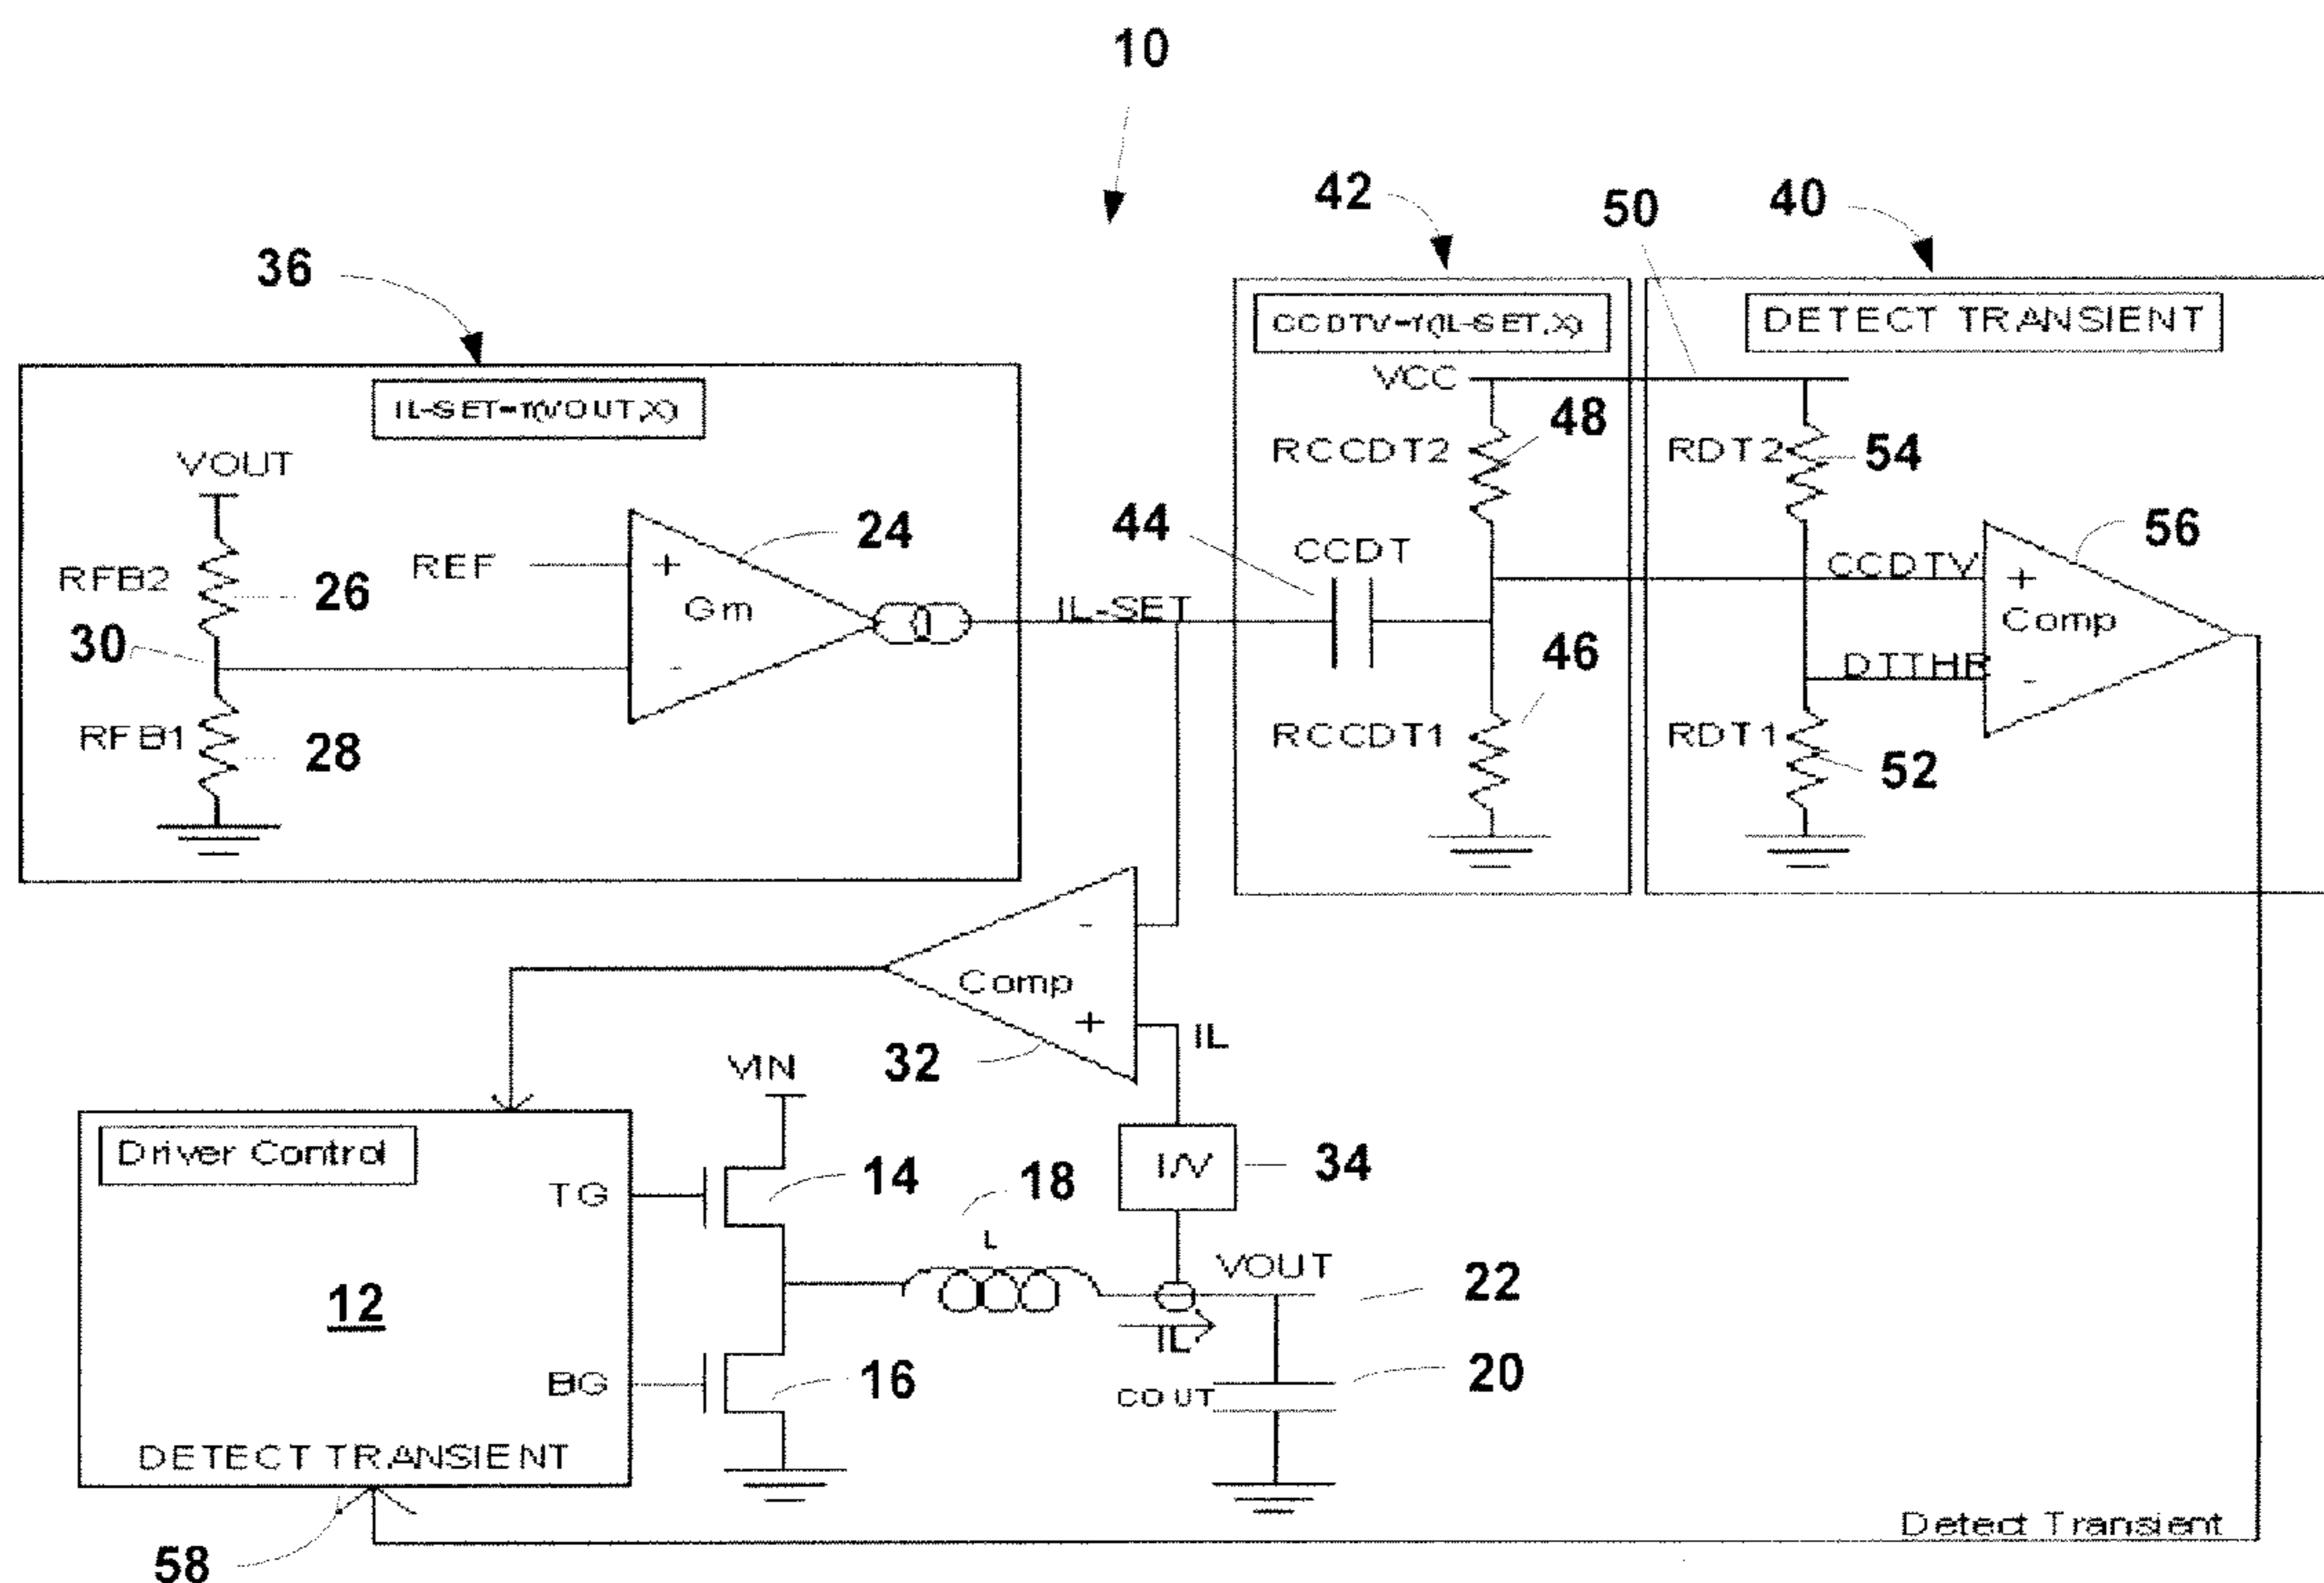 10
42
50
40
36
CCDTV=f(IL-SET,X)
DETECT TRANSIENT
VCC
IL-SET=f(VOUT,X)
48
VOUT
RCCDT2
RDT2
54
44
24
CCDT
56
REF
+
CCDTV
+
RFB2
26
Gm
IL-SET
Comp
30
-
46
DTTHR
-
RFB1
28
RCCDT1
RDT1
52
-
Comp
+
32
IL
VIN
Driver Control
I/V
34
14
18
TG
L
VOUT
22
12
IL
16
20
BG
COUT
DETECT TRANSIENT
Detect Transient
58